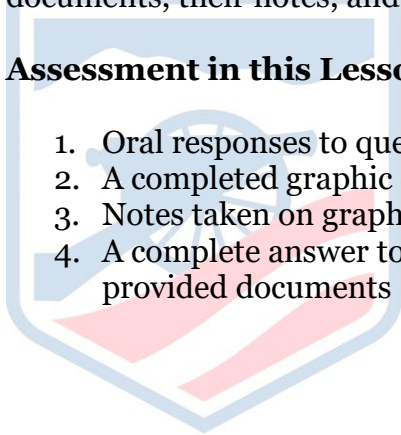 documents, their notes, and
Assessment in this Lesso
1. Oral responses to que
2. A completed graphic
3. Notes taken on graph
4. A complete answer to
provided documents